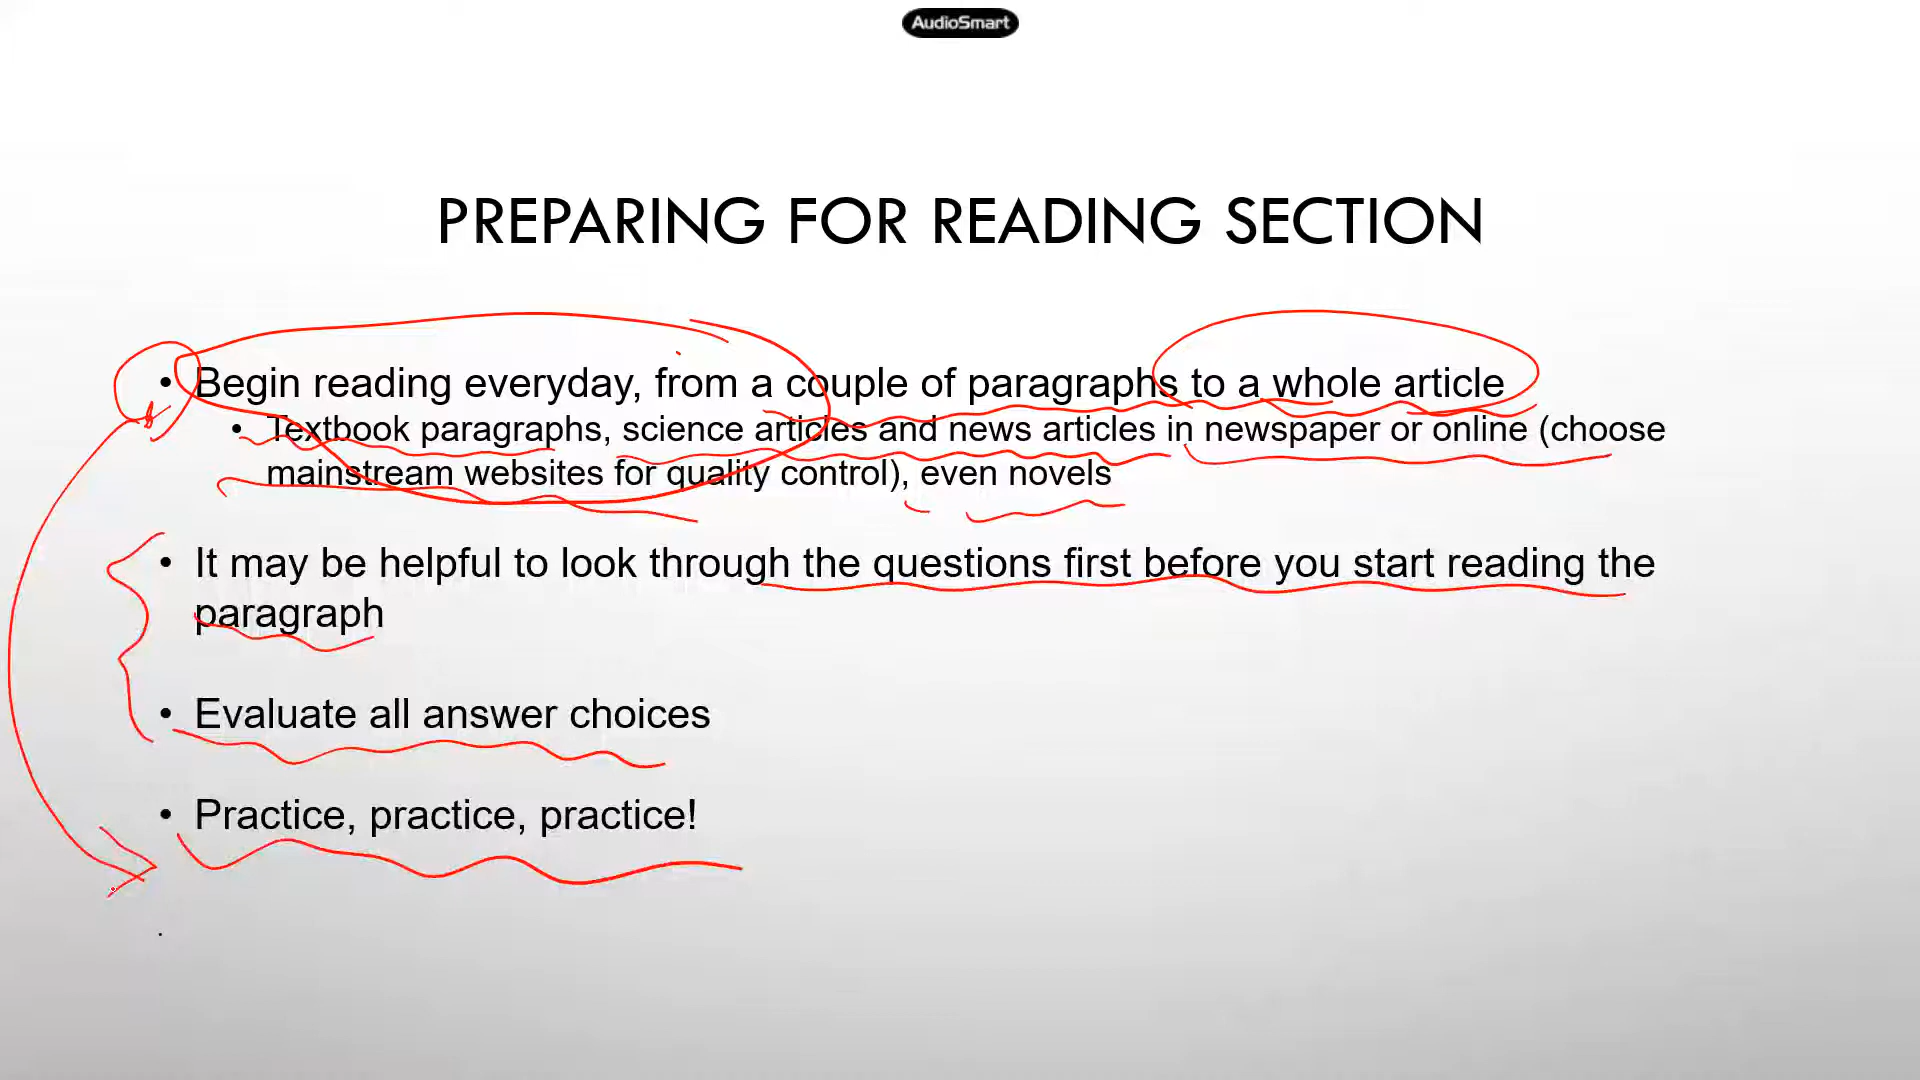 AudioSmart
PREPARING FOR READING SECTION
• Begin reading everyday, from a couple of paragraphs to a whole article
• Textbook paragraphs, science articles and news articles in newspaper or online (choose
mainstream websites for quality control), even novels
• It may be helpful to look through the questions first before you start reading the
paragraph
• Evaluate all answer choices
• Practice, practice, practice!